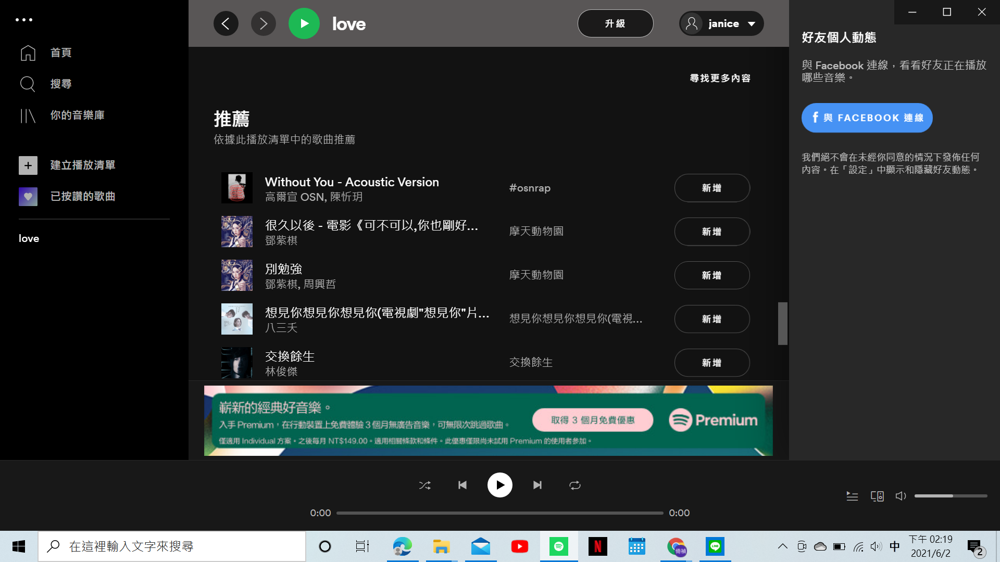 首頁
搜尋
你的音樂庫
建立播放清單
已按讚的歌曲
love
love
升級
janice
尋找更多內容
推薦
依據此播放清單中的歌曲推薦
Without You - Acoustic Version
高爾宣 OSN, 陳忻玥
#osnrap
新增
很久以後 - 電影《可不可以,你也剛好...
鄧紫棋
摩天動物園
新增
別勉強
鄧紫棋, 周興哲
摩天動物園
新增
想見你想見你想見你(電視劇"想見你"片...
八三夭
想見你想見你想見你(電視...
新增
交換餘生
林俊傑
交換餘生
新增
嶄新的經典好音樂。
入手 Premium，在行動裝置上免費體驗 3 個月無廣告音樂，可無限次跳過歌曲。
僅適用 Individual 方案。之後每月 NT$149.00。適用相關條款和條件。此優惠僅限尚未試用 Premium 的使用者參加。
取得 3 個月免費優惠
Premium
好友個人動態
與 Facebook 連線，看看好友正在播放
哪些音樂。
f 與 FACEBOOK 連線
我們絕不會在未經你同意的情況下發佈任何
內容。在「設定」中顯示和隱藏好友動態。
0:00
0:00
在這裡輸入文字來搜尋
N
倚禎
LINE
中
下午 02:19
2021/6/2
2